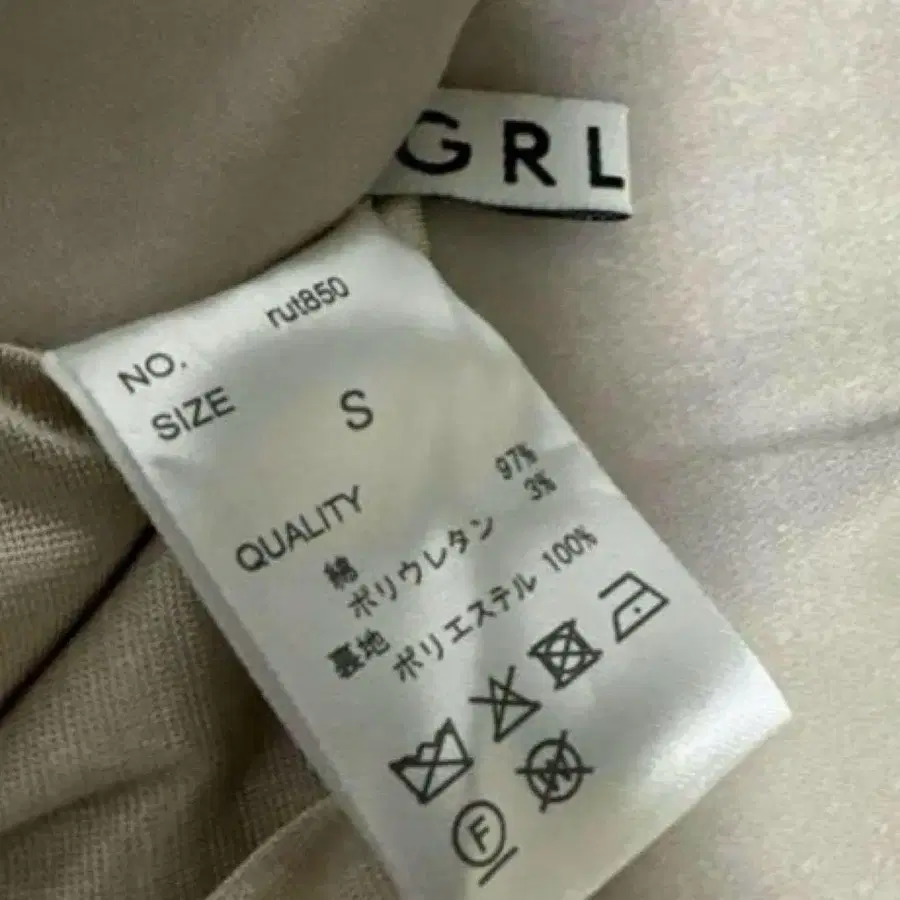 GRL
NO. rut850
SIZE S
QUALITY
綿 97%
ポリウレタン 3%
裏地
ポリエステル 100%
W
F